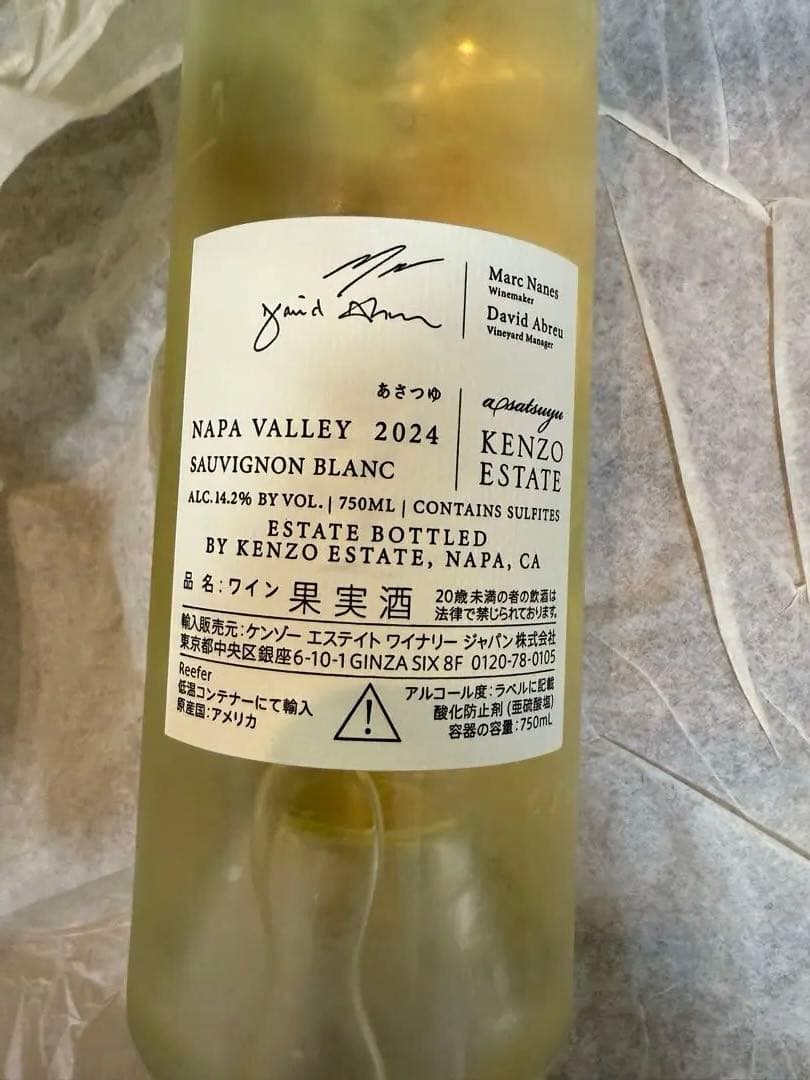 Marc Nanes
Winemaker
David Abreu
Vineyard Manager
David Abreu
あさつゆ
NAPA VALLEY 2024
SAUVIGNON BLANC
asatsuyu
KENZO
ESTATE
ALC.14.2% BY VOL. | 750ML | CONTAINS SULFITES
ESTATE BOTTLED
BY KENZO ESTATE, NAPA, CA
品名:ワイン 果実酒
20歳未満の者の飲酒は
法律で禁じられております。
輸入販売元:ケンゾー エステイト ワイナリー ジャパン株式会社
東京都中央区銀座6-10-1 GINZA SIX 8F 0120-78-0105
Reefer
低温コンテナーにて輸入
原産国:アメリカ
アルコール度:ラベルに記載
酸化防止剤(亜硫酸塩)
容器の容量:750mL